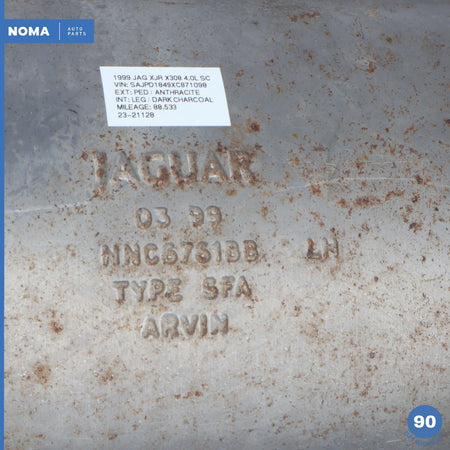 NOMA AUTO PARTS
1999 JAG XJR X308 4.0L SC
VIN: SAJPD1849XC871098
EXT: PED / ANTHRACITE
INT: LEG / DARK CHARCOAL
MILEAGE: 88,533
23-21128
JAGUAR
03 99
NNC6761BB LH
TYPE SFA
ARVIN
90